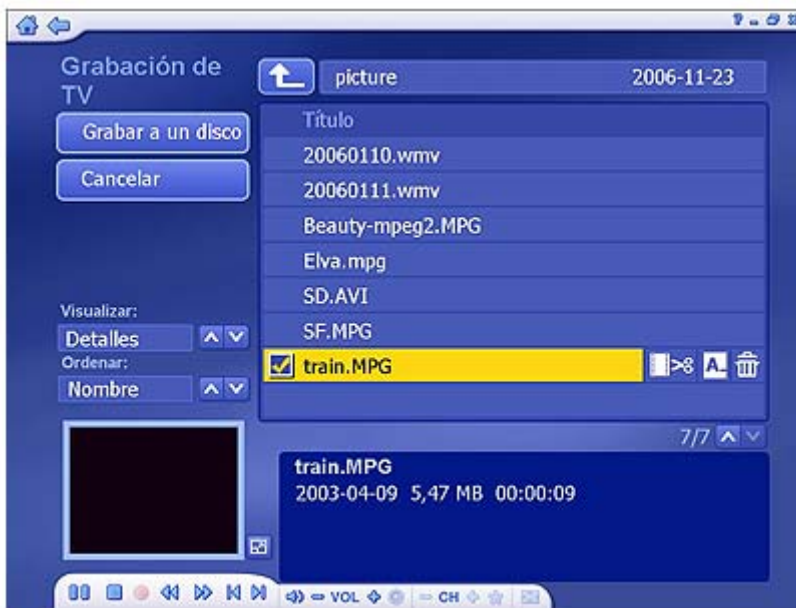 Grabación de
TV
Grabar a un disco
Cancelar
picture 2006-11-23
Título
20060110.wmv
20060111.wmv
Beauty-mpeg2.MPG
Elva.mpg
SD.AVI
SF.MPG
train.MPG
A
Visualizar:
Detalles
Ordenar:
Nombre
7/7
train.MPG
2003-04-09 5,47 MB 00:00:09
VOL CH